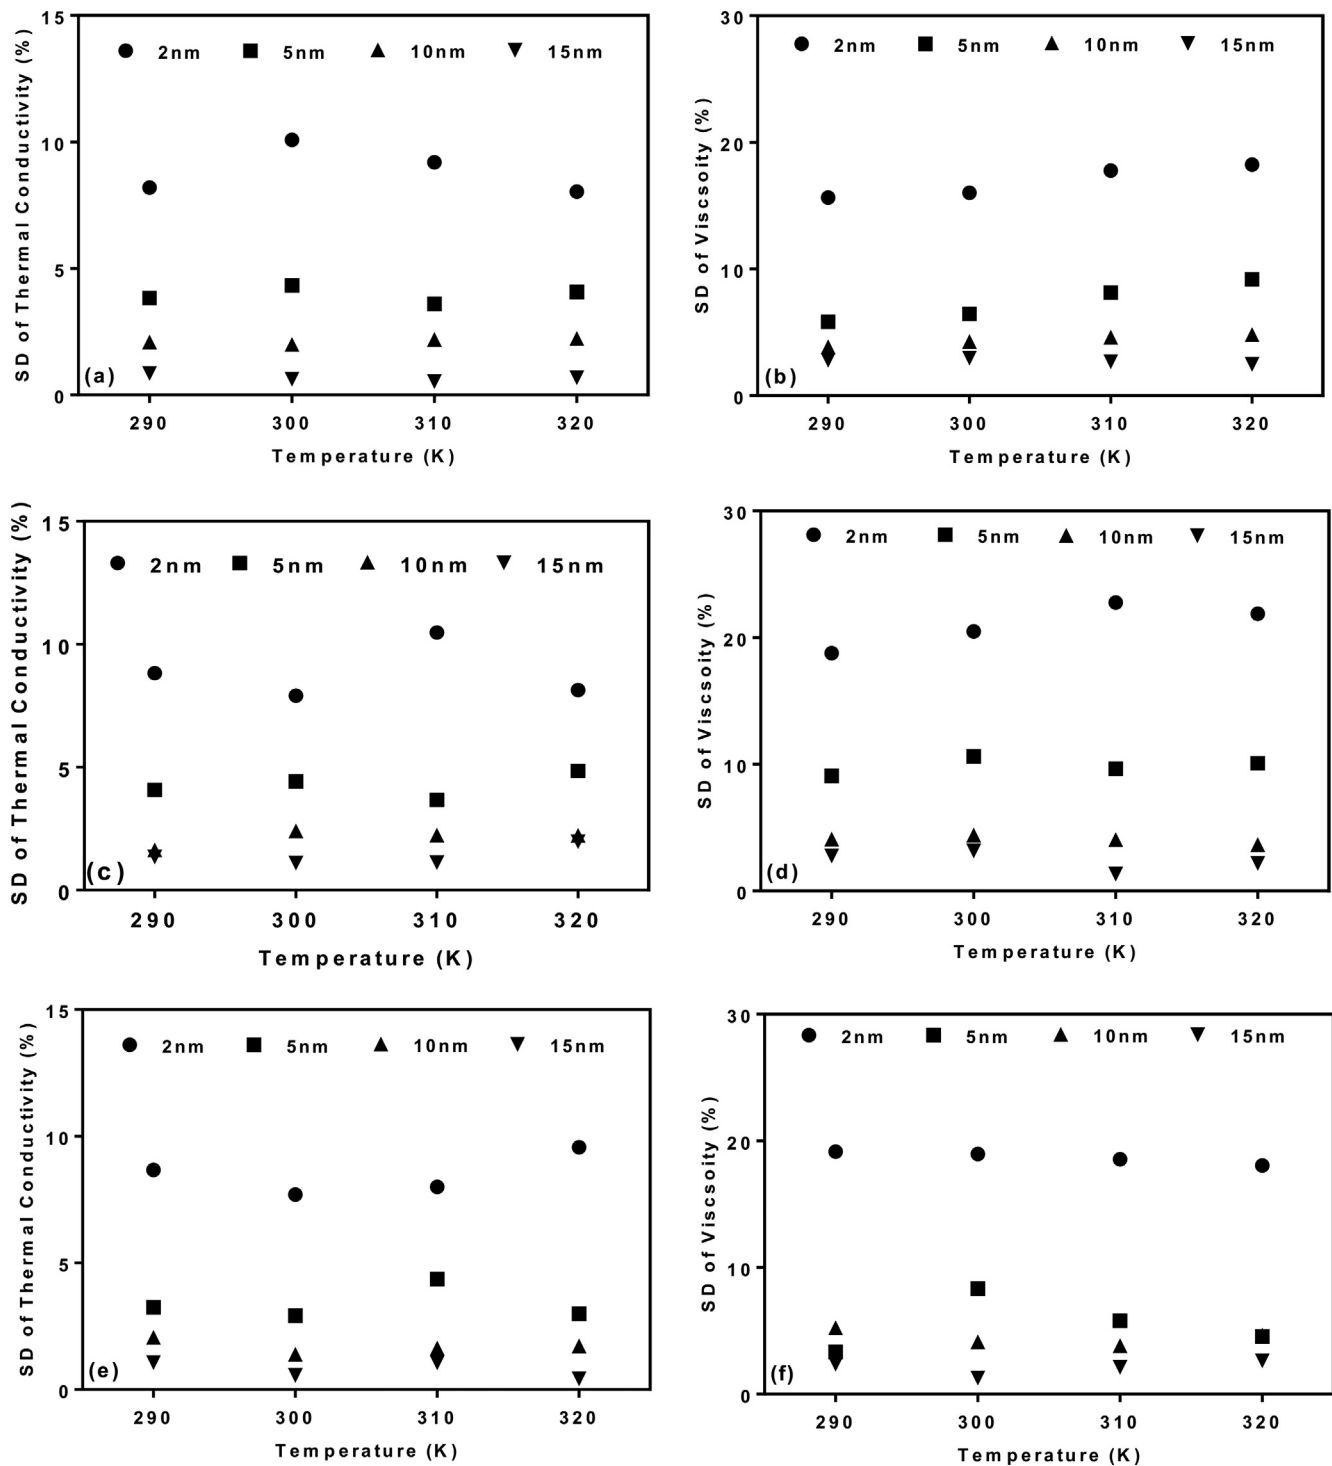 SD of Thermal Conductivity (%)
15
10
5
0
2nm 5nm 10nm 15nm
(a)
290 300 310 320
Temperature (K)
SD of Viscsoity (%)
30
20
10
0
2nm 5nm 10nm 15nm
(b)
290 300 310 320
Temperature (K)
SD of Thermal Conductivity (%)
15
10
5
0
2nm 5nm 10nm 15nm
(c)
290 300 310 320
Temperature (K)
SD of Viscsoity (%)
30
20
10
0
2nm 5nm 10nm 15nm
(d)
290 300 310 320
Temperature (K)
SD of Thermal Conductivity (%)
15
10
5
0
2nm 5nm 10nm 15nm
(e)
290 300 310 320
Temperature (K)
SD of Viscsoity (%)
30
20
10
0
2nm 5nm 10nm 15nm
(f)
290 300 310 320
Temperature (K)